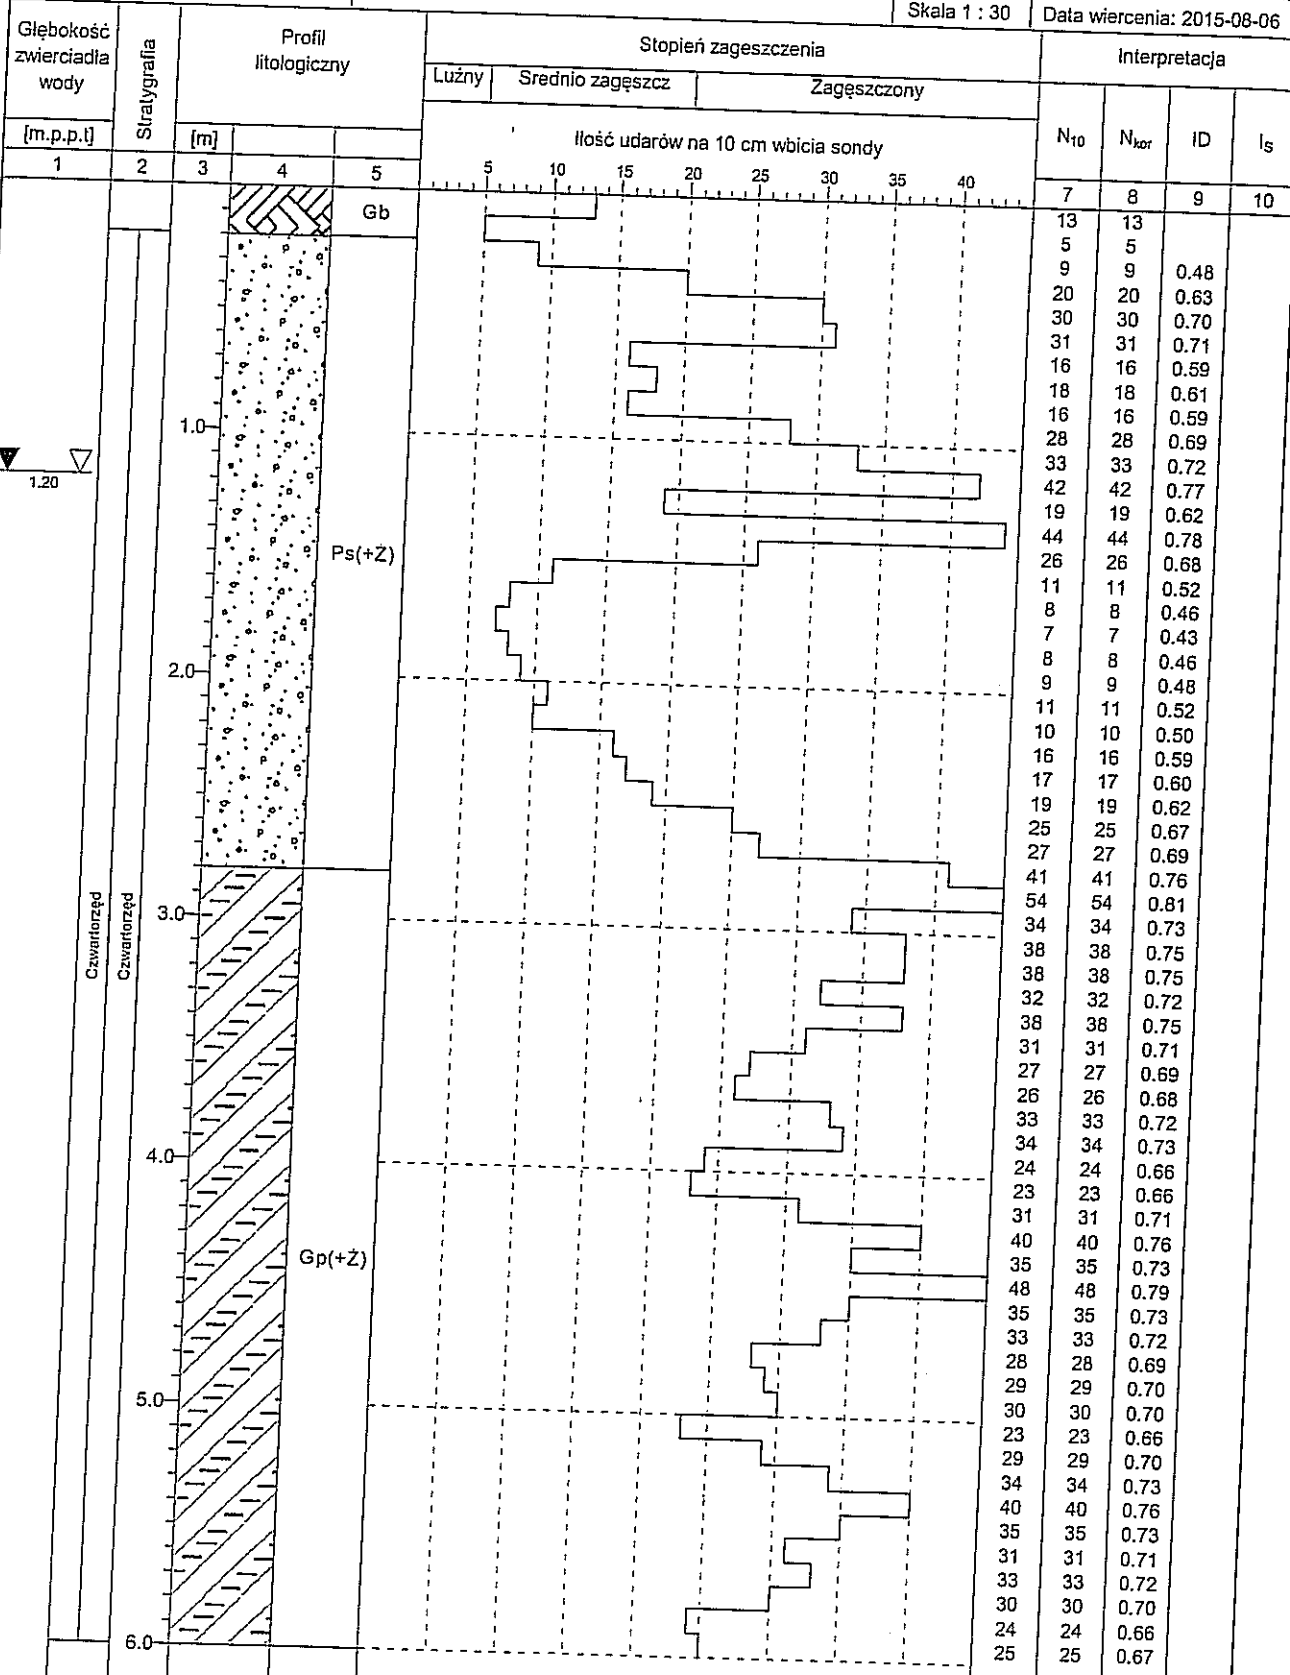 Skala 1 : 30 Data wiercenia: 2015-08-06
Głębokość zwierciadła wody
Stratygrafia
Profil litologiczny
Stopień zageszczenia
Interpretacja
Luźny Srednio zagęszcz Zagęszczony
[m.p.p.t] [m]
Ilość udarów na 10 cm wbicia sondy
N10 Nkor ID Is
1 2 3 4 5 7 8 9 10
5 10 15 20 25 30 35 40
Gb
13 13
5 5
9 9 0.48
20 20 0.63
30 30 0.70
31 31 0.71
16 16 0.59
18 18 0.61
16 16 0.59
1.0
28 28 0.69
33 33 0.72
1.20
42 42 0.77
19 19 0.62
44 44 0.78
Ps(+Ż)
26 26 0.68
11 11 0.52
8 8 0.46
7 7 0.43
8 8 0.46
2.0
9 9 0.48
11 11 0.52
10 10 0.50
16 16 0.59
17 17 0.60
19 19 0.62
25 25 0.67
27 27 0.69
41 41 0.76
54 54 0.81
Czwartorzęd Czwartorzęd
3.0
34 34 0.73
38 38 0.75
38 38 0.75
32 32 0.72
38 38 0.75
31 31 0.71
27 27 0.69
26 26 0.68
33 33 0.72
34 34 0.73
4.0
24 24 0.66
23 23 0.66
31 31 0.71
40 40 0.76
Gp(+Ż)
35 35 0.73
48 48 0.79
35 35 0.73
33 33 0.72
28 28 0.69
29 29 0.70
5.0
30 30 0.70
23 23 0.66
29 29 0.70
34 34 0.73
40 40 0.76
35 35 0.73
31 31 0.71
33 33 0.72
30 30 0.70
24 24 0.66
6.0
25 25 0.67